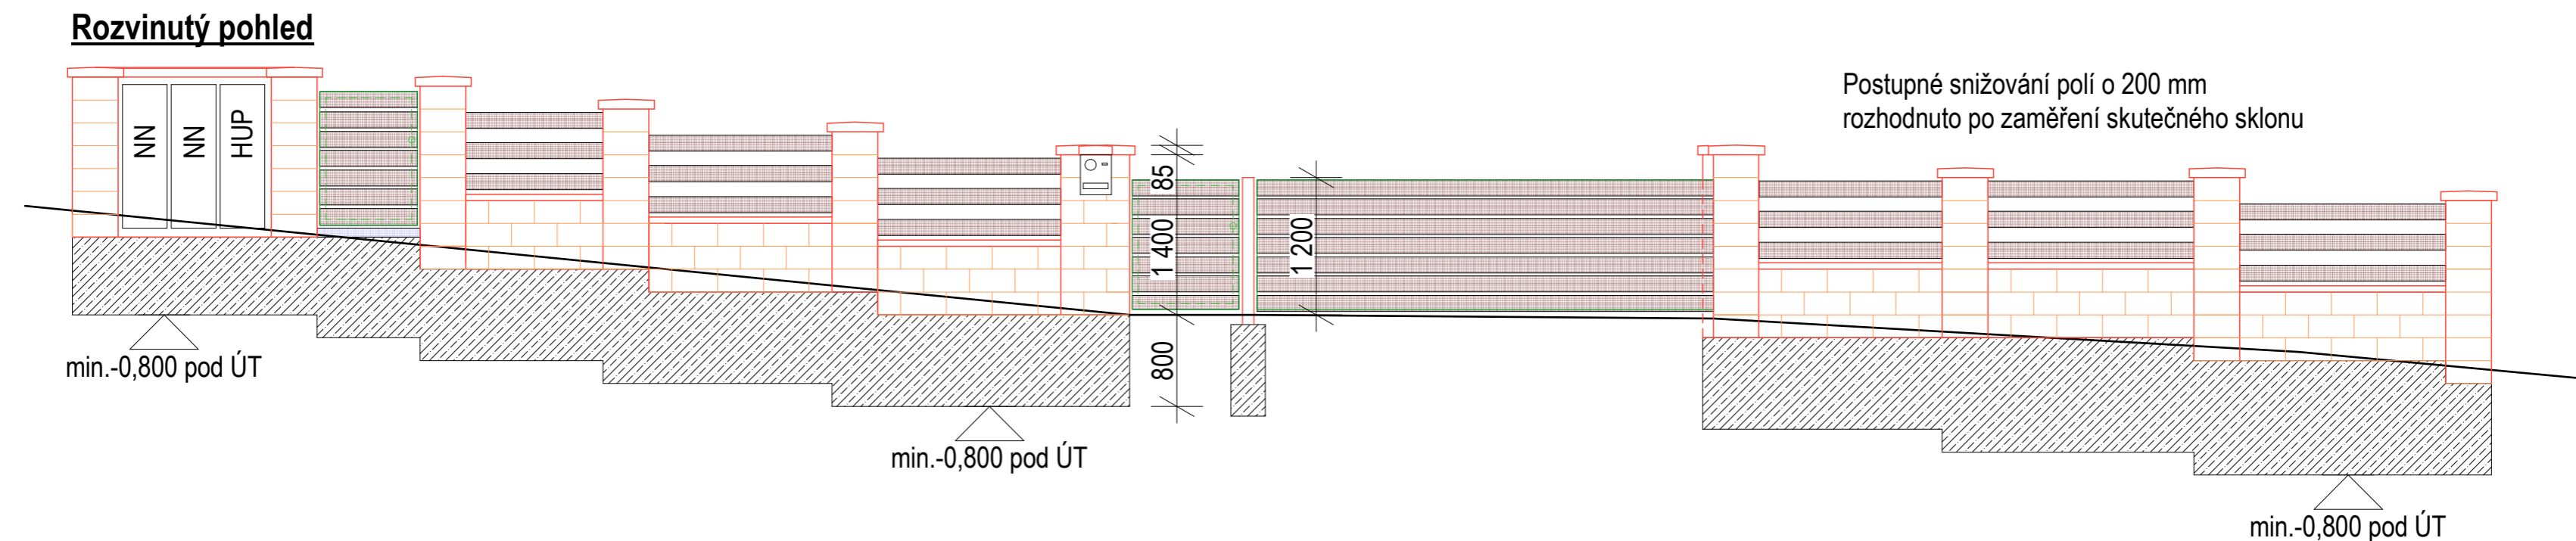 Rozvinutý pohled
Postupné snižování polí o 200 mm
rozhodnuto po zaměření skutečného sklonu
NN
NN
HUP
85
1 400
1 200
800
min.-0,800 pod ÚT
min.-0,800 pod ÚT
min.-0,800 pod ÚT